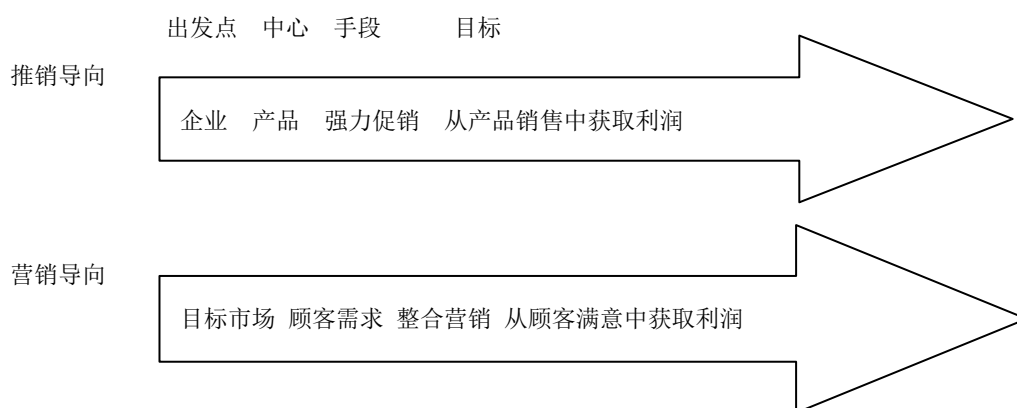 出发点 中心 手段 目标
推销导向
企业 产品 强力促销 从产品销售中获取利润
营销导向
目标市场 顾客需求 整合营销 从顾客满意中获取利润